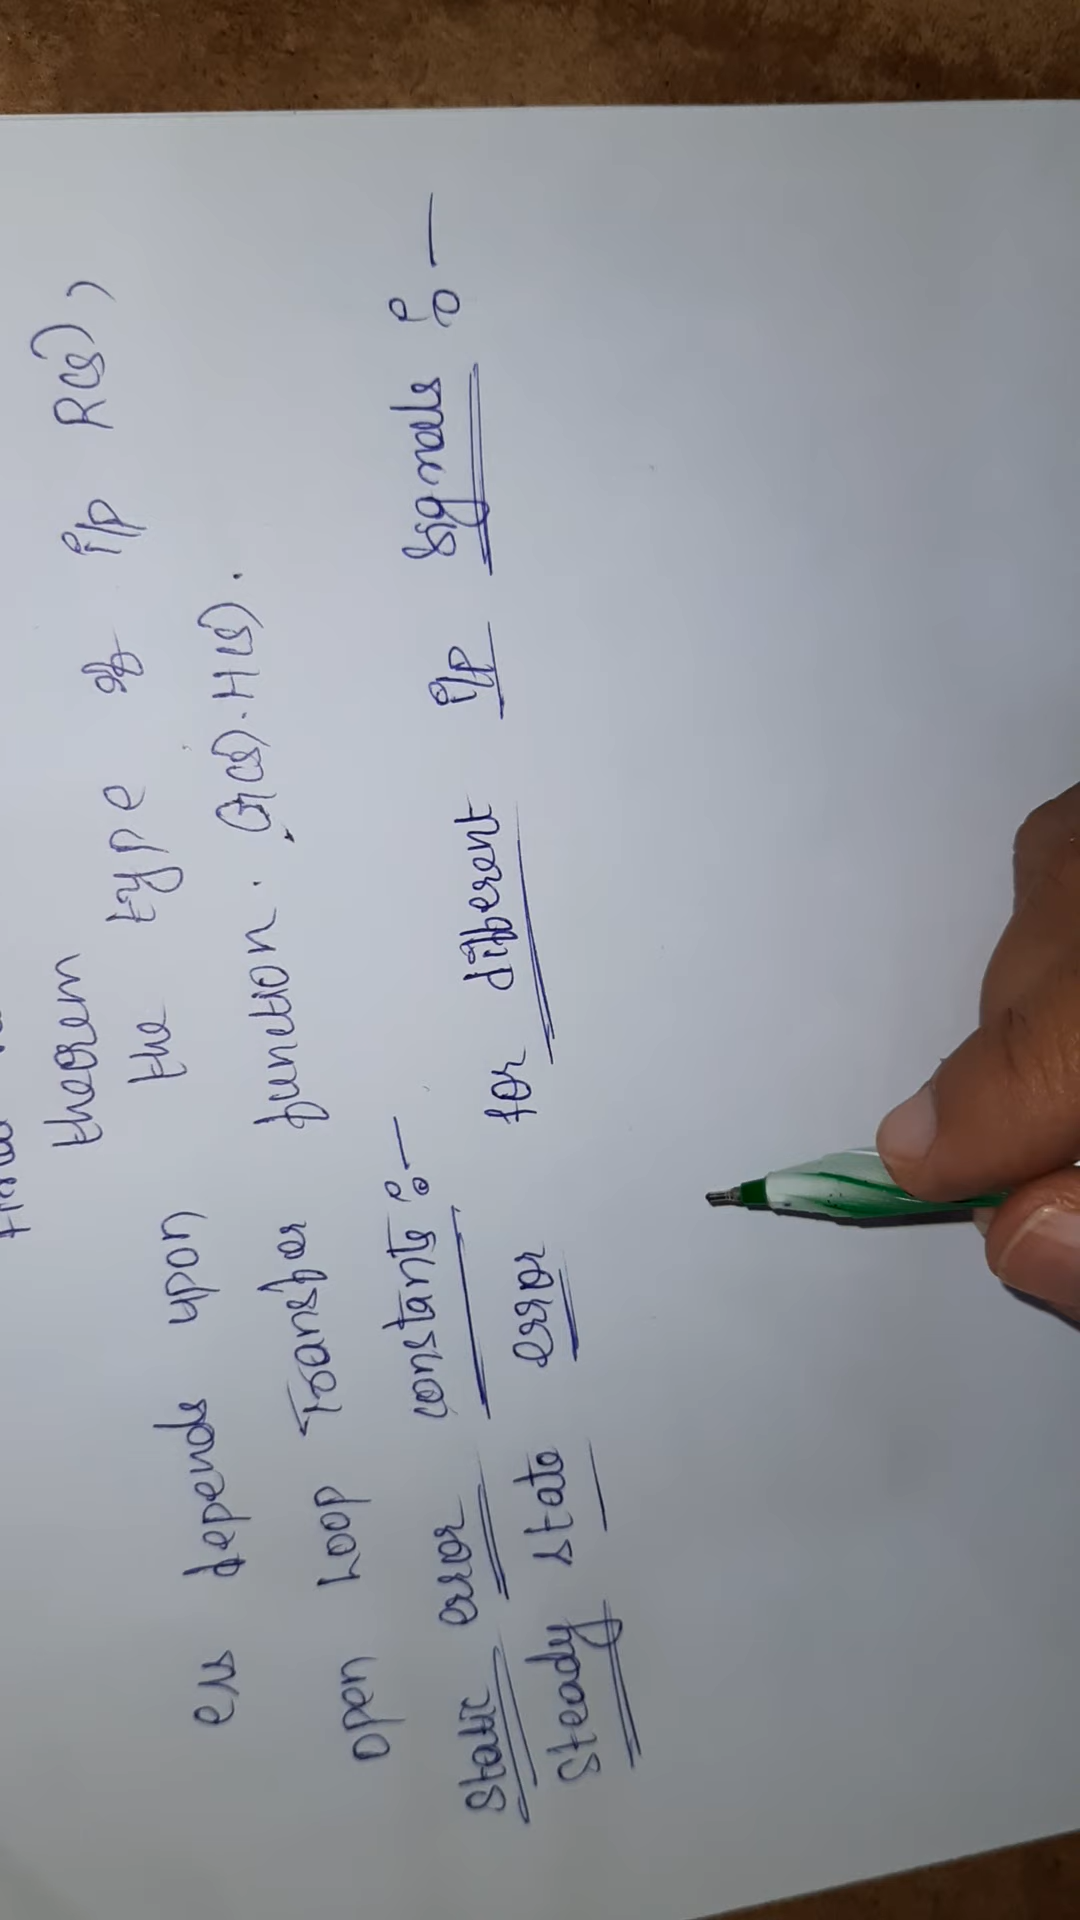 theorem
ess depends upon the type of i/p R(s),
open Loop Transfer function. G(s).H(s).
Static error constants :-
Steady state error for different i/p signals :-